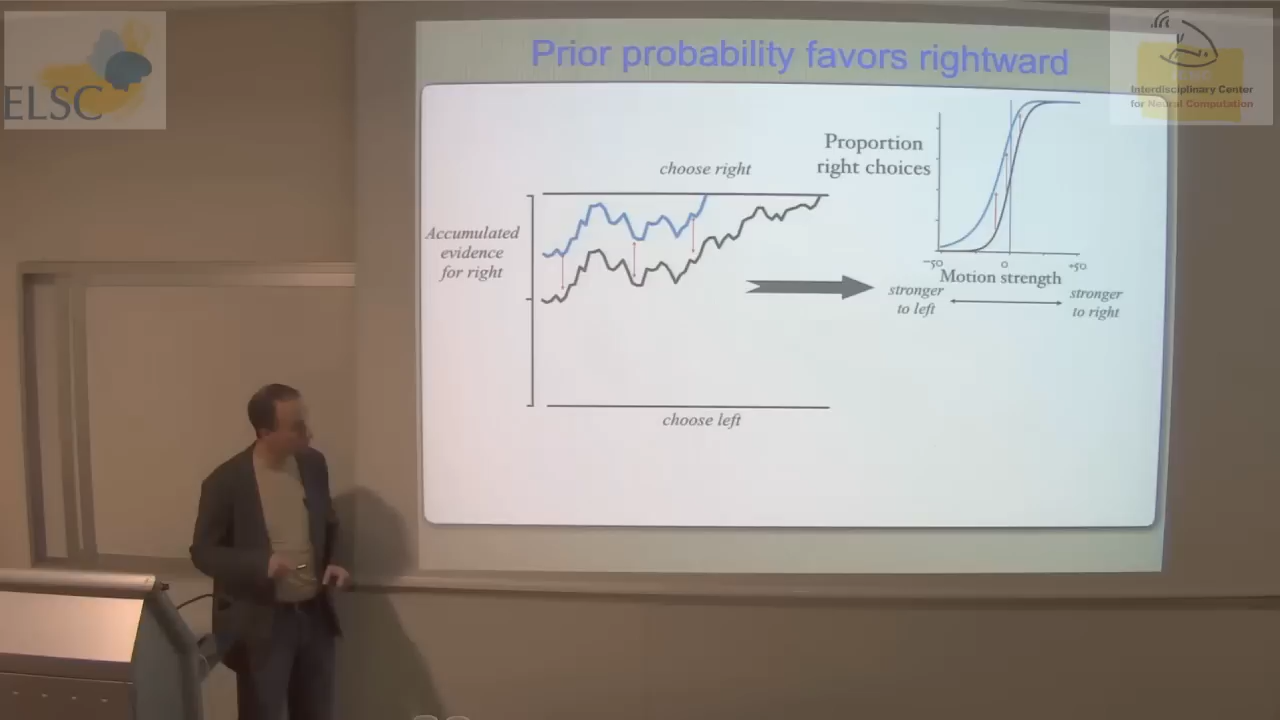 ELSC
Prior probability favors rightward
Interdisciplinary Center
for Neural Computation
Proportion
right choices
choose right
Accumulated
evidence
for right
-50
0
+50
Motion strength
stronger
to left
stronger
to right
choose left